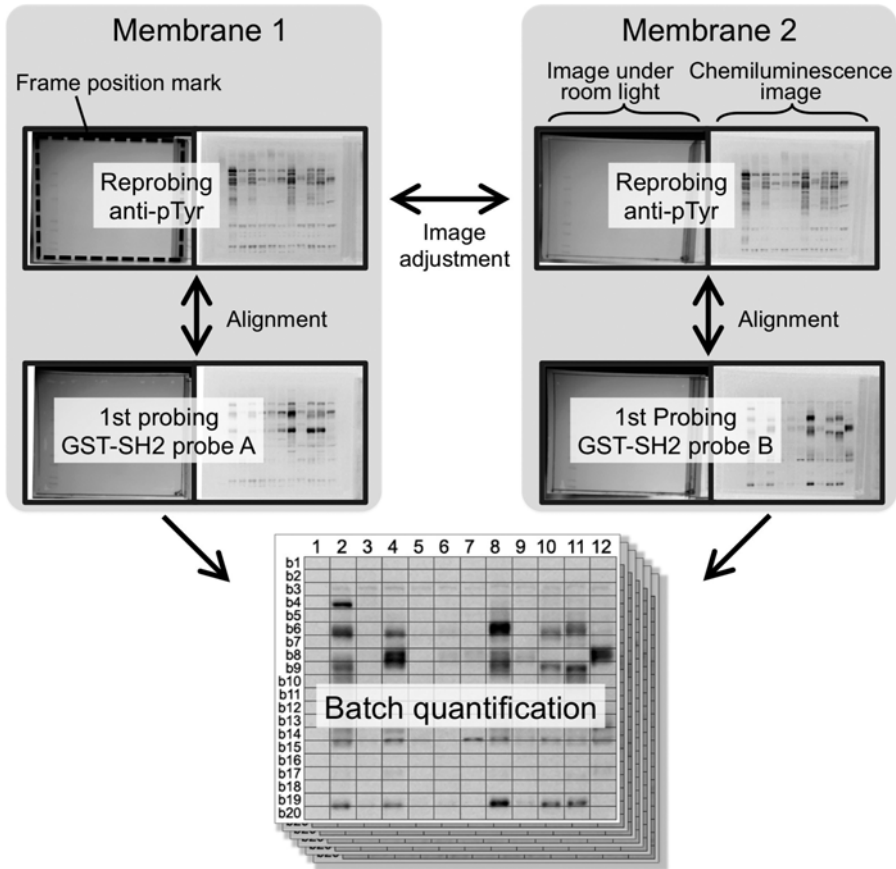 Membrane 1
Membrane 2
Frame position mark
Image under
room light
Chemiluminescence
image
Reprobing
anti-pTyr
Reprobing
anti-pTyr
Image
adjustment
Alignment
Alignment
1st probing
GST-SH2 probe A
1st Probing
GST-SH2 probe B
1 2 3 4 5 6 7 8 9 10 11 12
b1
b2
b3
b4
b5
b6
b7
b8
b9
b10
b11
b12
b13
b14
b15
b16
b17
b18
b19
b20
Batch quantification